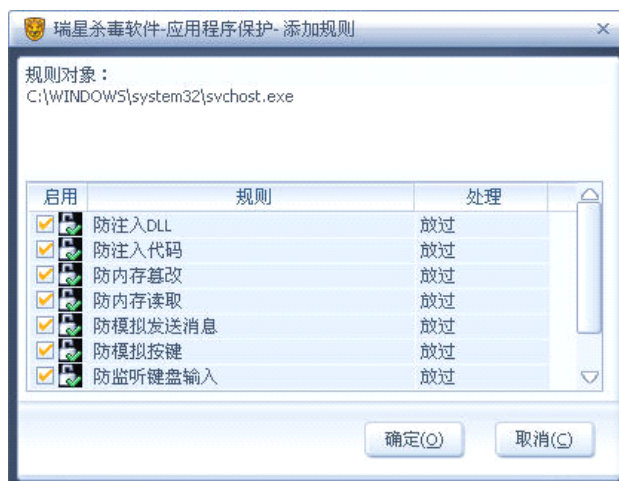 瑞星杀毒软件-应用程序保护- 添加规则
规则对象：
C:\WINDOWS\system32\svchost.exe
启用 规则 处理
防注入DLL 放过
防注入代码 放过
防内存篡改 放过
防内存读取 放过
防模拟发送消息 放过
防模拟按键 放过
防监听键盘输入 放过
确定(O) 取消(C)